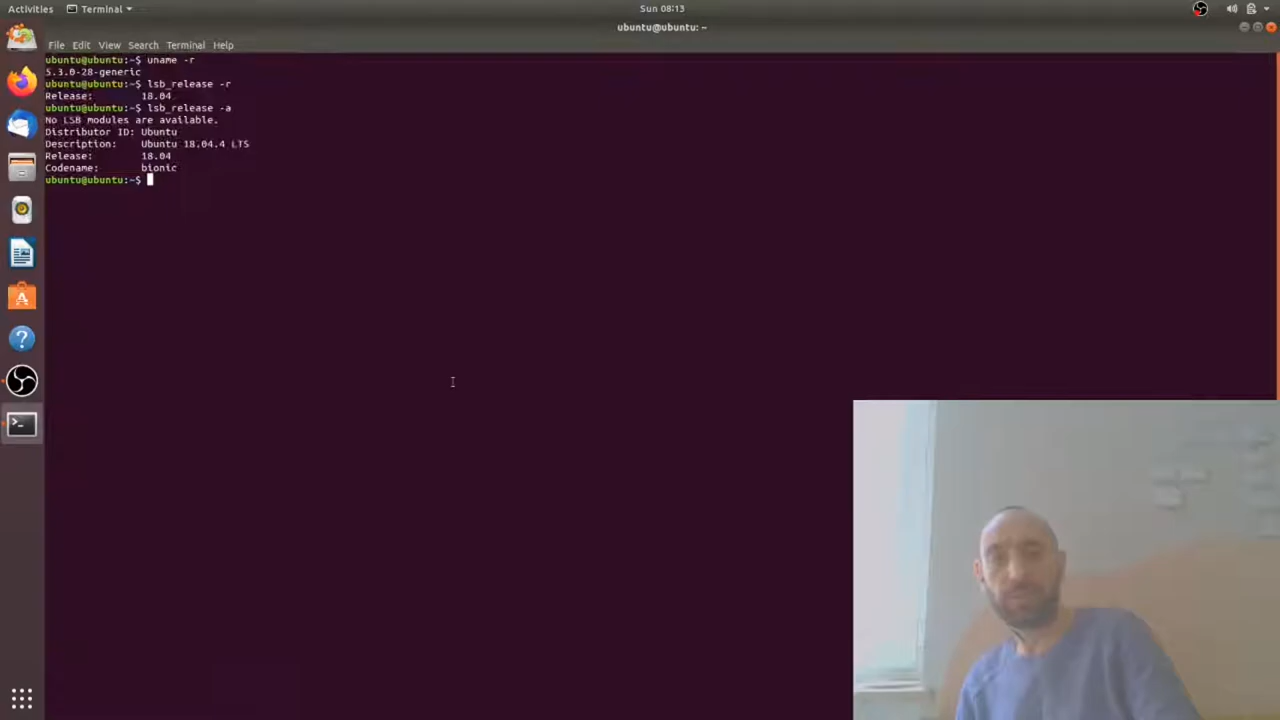 Activities Terminal Sun 08:13
ubuntu@ubuntu: ~
File Edit View Search Terminal Help
ubuntu@ubuntu:~$ uname -r
5.3.0-28-generic
ubuntu@ubuntu:~$ lsb_release -r
Release: 18.04
ubuntu@ubuntu:~$ lsb_release -a
No LSB modules are available.
Distributor ID: Ubuntu
Description: Ubuntu 18.04.4 LTS
Release: 18.04
Codename: bionic
ubuntu@ubuntu:~$